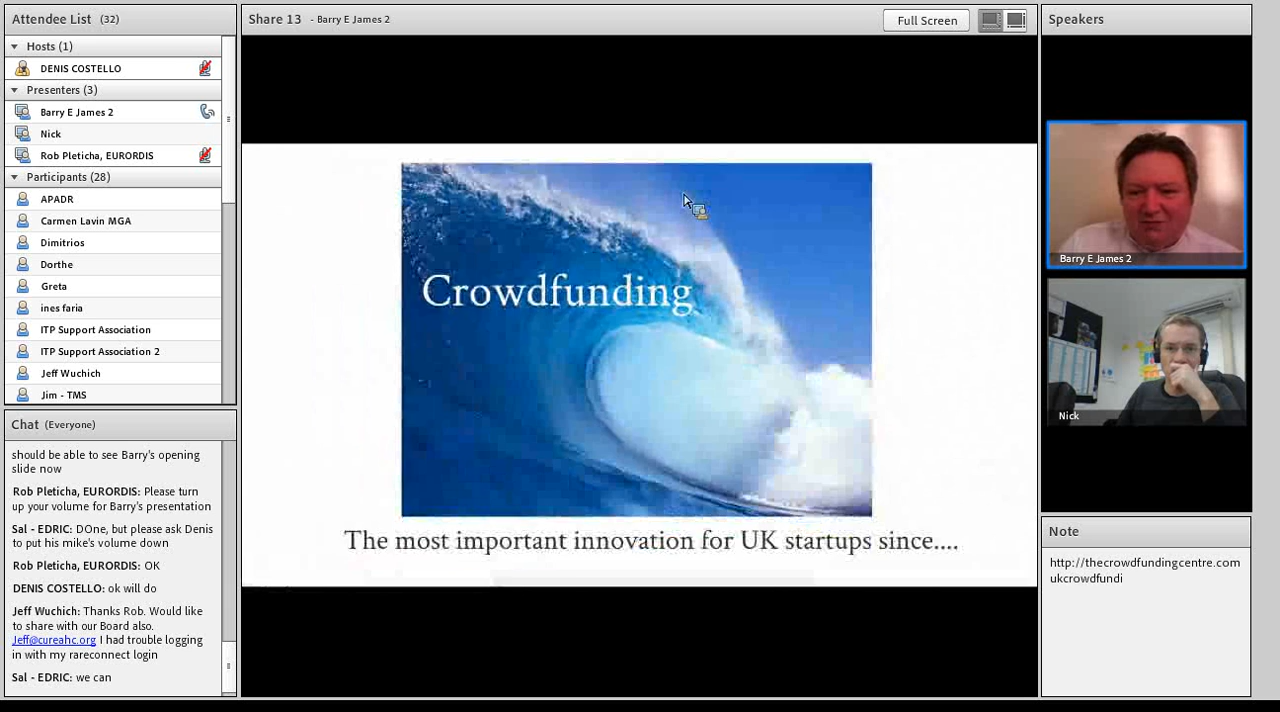 Attendee List (32)
Hosts (1)
DENIS COSTELLO
Presenters (3)
Barry E James 2
Nick
Rob Pleticha, EURORDIS
Participants (28)
APADR
Carmen Lavin MGA
Dimitrios
Dorthe
Greta
ines faria
ITP Support Association
ITP Support Association 2
Jeff Wuchich
Jim - TMS
Chat (Everyone)
should be able to see Barry's opening
slide now
Rob Pleticha, EURORDIS: Please turn
up your volume for Barry's presentation
Sal - EDRIC: DOne, but please ask Denis
to put his mike's volume down
Rob Pleticha, EURORDIS: OK
DENIS COSTELLO: ok will do
Jeff Wuchich: Thanks Rob. Would like
to share with our Board also.
Jeff@cureahc.org I had trouble logging
in with my rareconnect login
Sal - EDRIC: we can
Share 13 - Barry E James 2
Full Screen
Crowdfunding
The most important innovation for UK startups since....
Speakers
Barry E James 2
Nick
Note
http://thecrowdfundingcentre.com
ukcrowdfundi